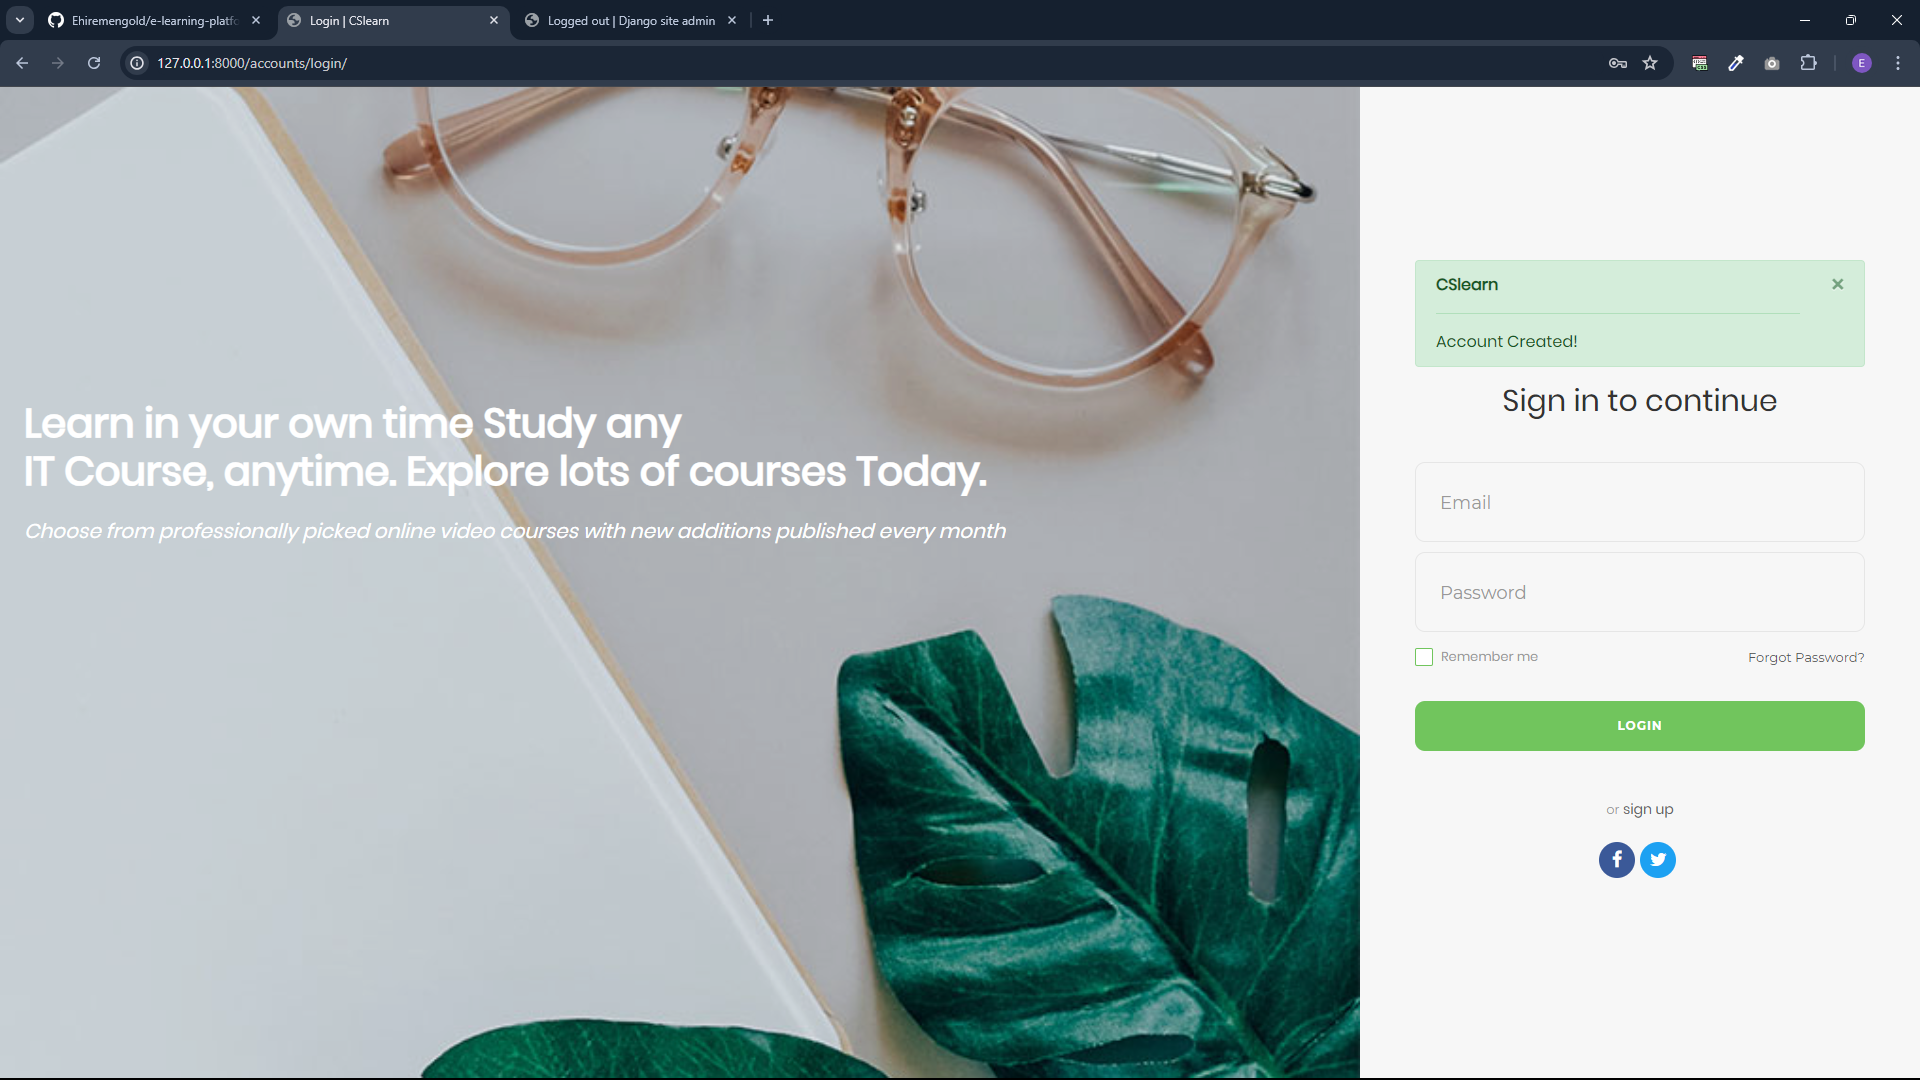 Ehiremengold/e-learning-platfo
Login | CSlearn
Logged out | Django site admin
127.0.0.1:8000/accounts/login/
E
Learn in your own time Study any
IT Course, anytime. Explore lots of courses Today.
Choose from professionally picked online video courses with new additions published every month
CSlearn
Account Created!
Sign in to continue
Email
Password
Remember me
Forgot Password?
LOGIN
or sign up